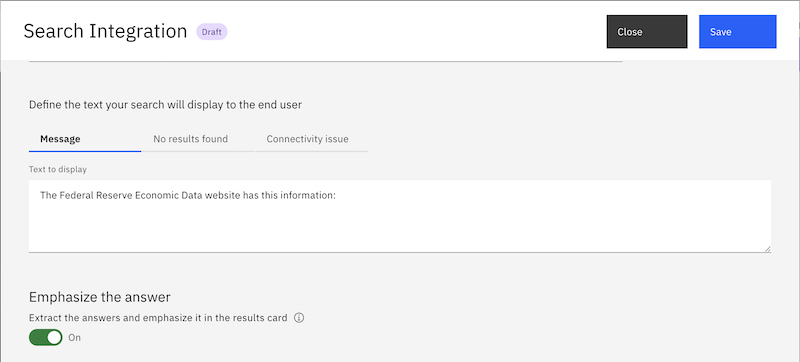 Search Integration Draft Close Save
Define the text your search will display to the end user
Message No results found Connectivity issue
Text to display
The Federal Reserve Economic Data website has this information:
Emphasize the answer
Extract the answers and emphasize it in the results card
On